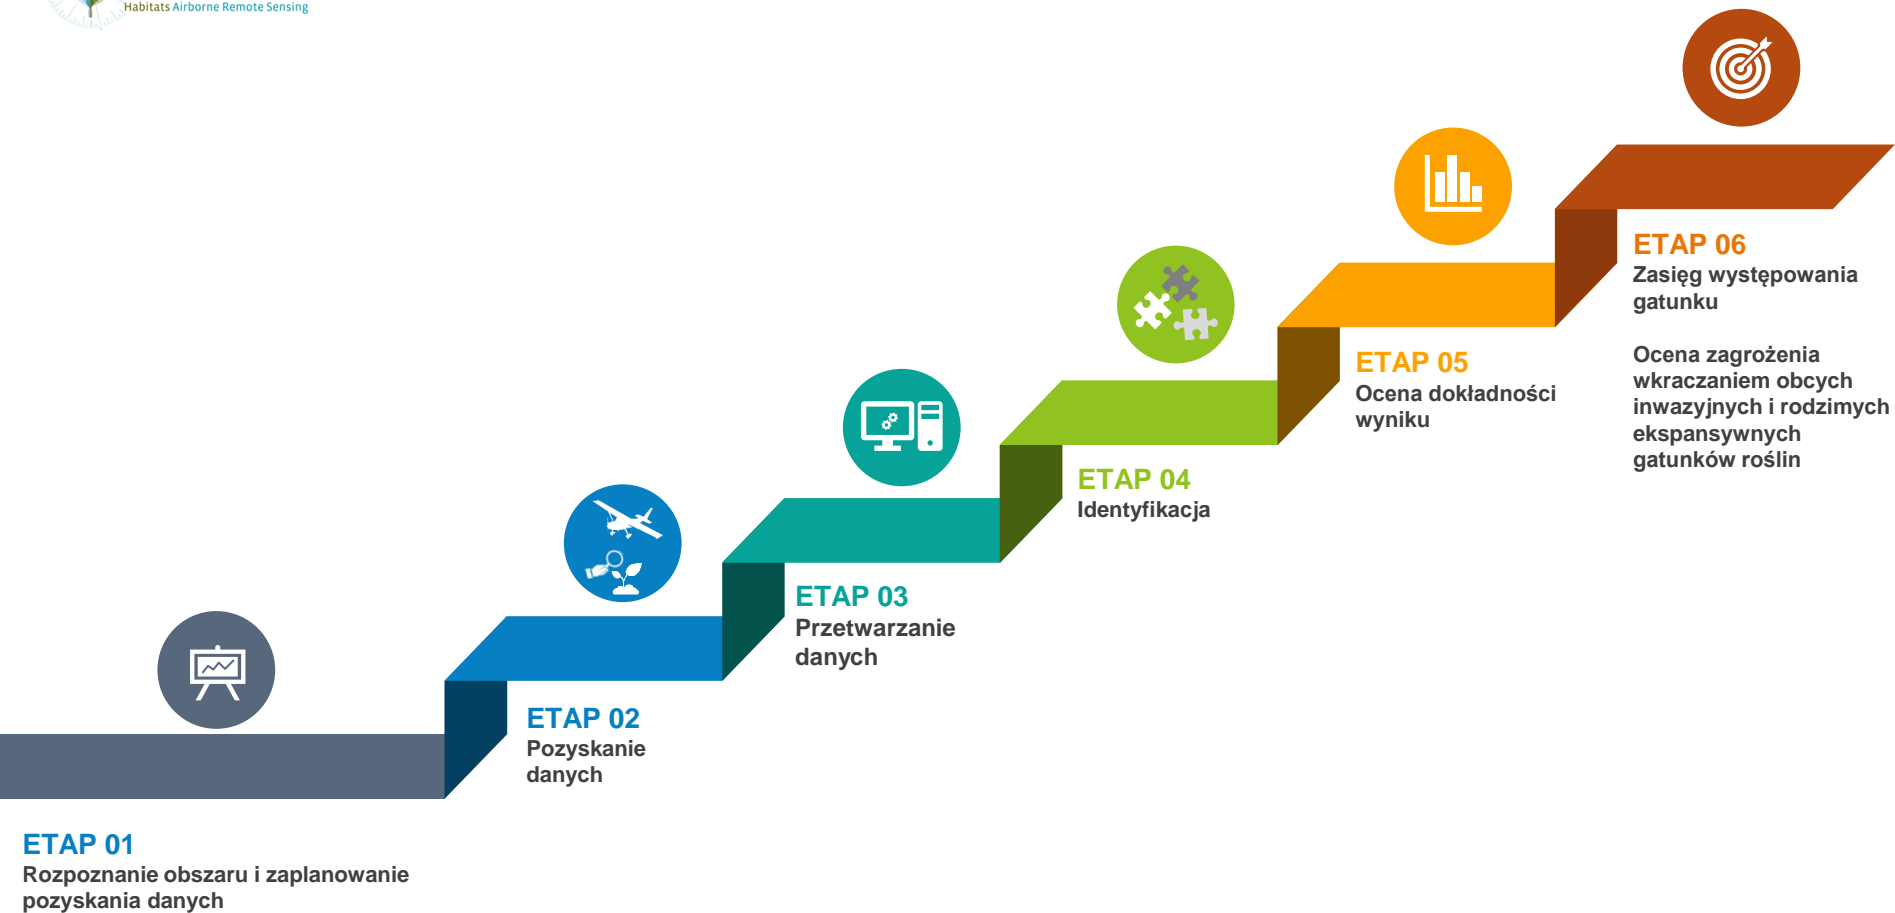 Habitats Airborne Remote Sensing
ETAP 06
Zasięg występowania
gatunku
Ocena zagrożenia
wkraczaniem obcych
inwazyjnych i rodzimych
ekspansywnych
gatunków roślin
ETAP 05
Ocena dokładności
wyniku
ETAP 04
Identyfikacja
ETAP 03
Przetwarzanie
danych
ETAP 02
Pozyskanie
danych
ETAP 01
Rozpoznanie obszaru i zaplanowanie
pozyskania danych